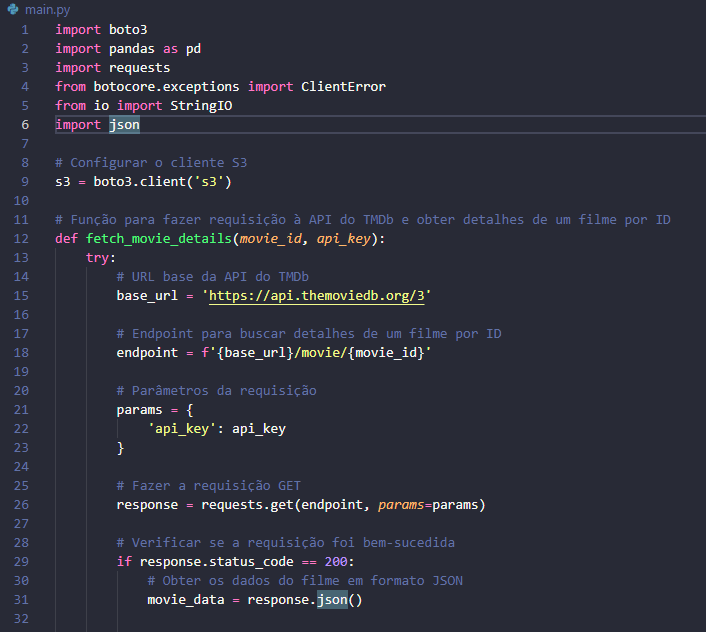 main.py
1 import boto3
2 import pandas as pd
3 import requests
4 from botocore.exceptions import ClientError
5 from io import StringIO
6 import json
7
8 # Configurar o cliente S3
9 s3 = boto3.client('s3')
10
11 # Função para fazer requisição à API do TMDb e obter detalhes de um filme por ID
12 def fetch_movie_details(movie_id, api_key):
13     try:
14         # URL base da API do TMDb
15         base_url = 'https://api.themoviedb.org/3'
16
17         # Endpoint para buscar detalhes de um filme por ID
18         endpoint = f'{base_url}/movie/{movie_id}'
19
20         # Parâmetros da requisição
21         params = {
22             'api_key': api_key
23         }
24
25         # Fazer a requisição GET
26         response = requests.get(endpoint, params=params)
27
28         # Verificar se a requisição foi bem-sucedida
29         if response.status_code == 200:
30             # Obter os dados do filme em formato JSON
31             movie_data = response.json()
32